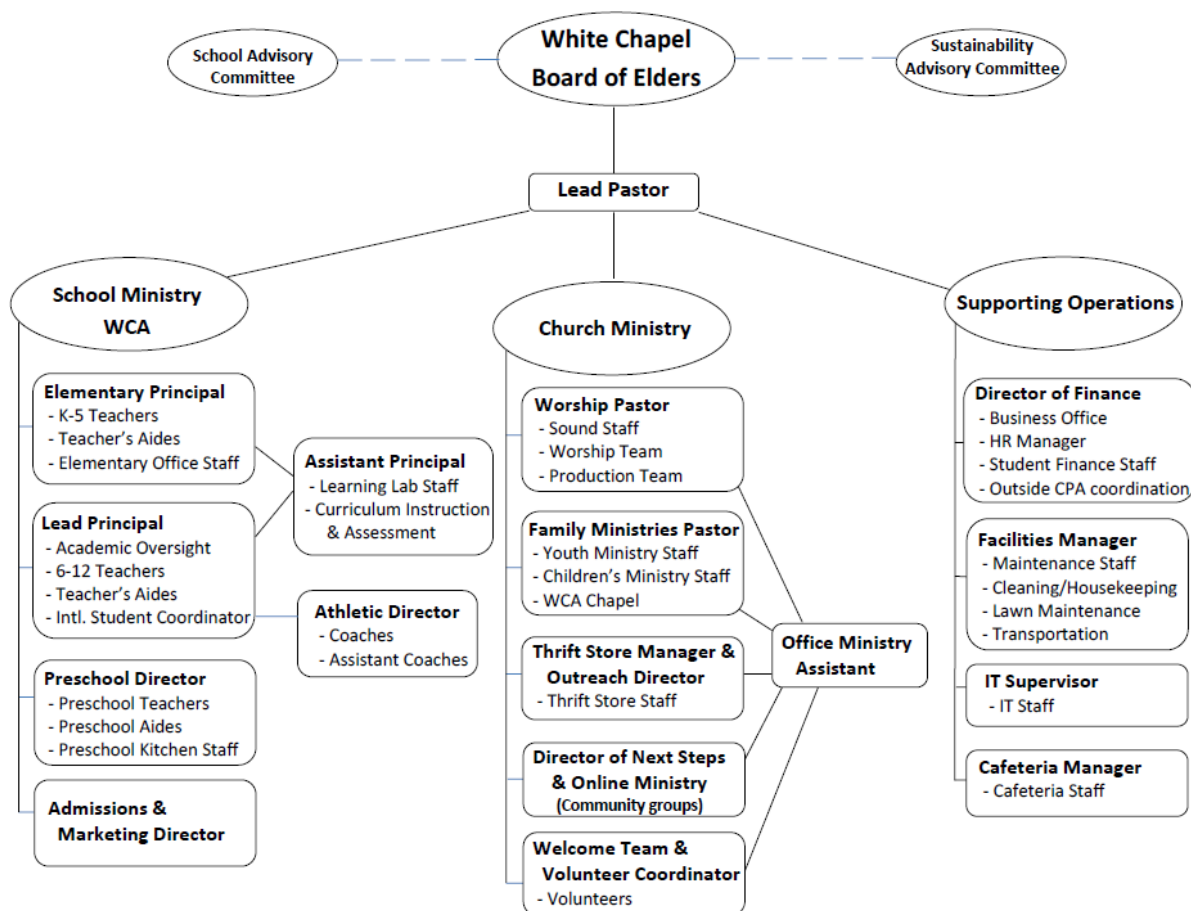 School Advisory
Committee
White Chapel
Board of Elders
Sustainability
Advisory Committee
Lead Pastor
School Ministry
WCA
Elementary Principal
- K-5 Teachers
- Teacher’s Aides
- Elementary Office Staff
Lead Principal
- Academic Oversight
- 6-12 Teachers
- Teacher’s Aides
- Intl. Student Coordinator
Assistant Principal
- Learning Lab Staff
- Curriculum Instruction
& Assessment
Athletic Director
- Coaches
- Assistant Coaches
Preschool Director
- Preschool Teachers
- Preschool Aides
- Preschool Kitchen Staff
Admissions &
Marketing Director
Church Ministry
Worship Pastor
- Sound Staff
- Worship Team
- Production Team
Family Ministries Pastor
- Youth Ministry Staff
- Children’s Ministry Staff
- WCA Chapel
Thrift Store Manager &
Outreach Director
- Thrift Store Staff
Director of Next Steps
& Online Ministry
(Community groups)
Welcome Team &
Volunteer Coordinator
- Volunteers
Office Ministry
Assistant
Supporting Operations
Director of Finance
- Business Office
- HR Manager
- Student Finance Staff
- Outside CPA coordination
Facilities Manager
- Maintenance Staff
- Cleaning/Housekeeping
- Lawn Maintenance
- Transportation
IT Supervisor
- IT Staff
Cafeteria Manager
- Cafeteria Staff